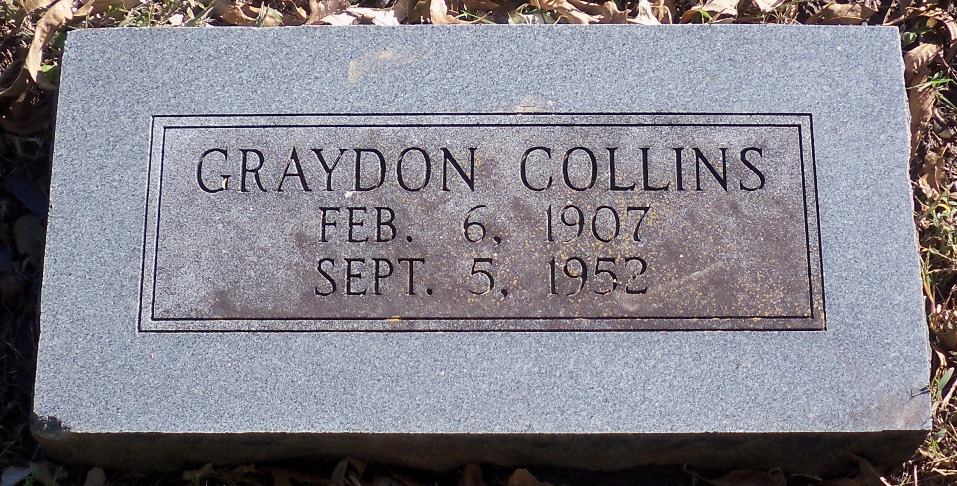 GRAYDON COLLINS
FEB. 6, 1907
SEPT. 5, 1952